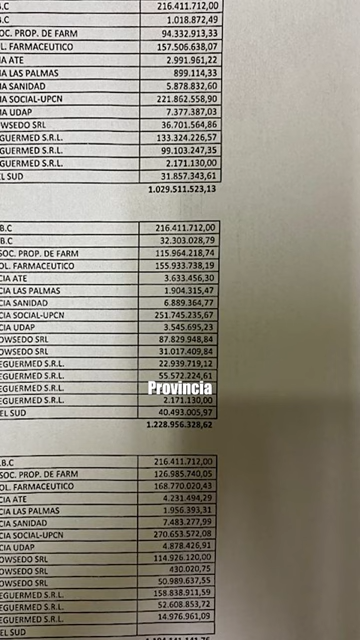 .C 216.411.712,00
.C 1.018.872,49
OC. PROP. DE FARM 94.332.913,33
L. FARMACEUTICO 157.506.638,07
IA ATE 2.991.961,22
IA LAS PALMAS 899.114,33
IA SANIDAD 5.878.832,60
IA SOCIAL-UPCN 221.862.558,90
IA UDAP 7.377.387,03
OWSEDO SRL 36.701.564,86
EGUERMED S.R.L. 133.324.226,57
GUERMED S.R.L. 99.103.247,35
GUERMED S.R.L. 2.171.130,00
EL SUD 31.857.343,61
1.029.511.523,13
B.C 216.411.712,00
B.C 32.303.028,79
SOC. PROP. DE FARM 115.964.218,74
OL. FARMACEUTICO 155.933.738,19
CIA ATE 3.633.456,30
CIA LAS PALMAS 1.904.315,47
CIA SANIDAD 6.889.364,77
CIA SOCIAL-UPCN 251.745.235,67
CIA UDAP 3.545.695,23
OWSEDO SRL 87.829.948,84
OWSEDO SRL 31.017.409,84
EGUERMED S.R.L. 22.939.719,12
EGUERMED S.R.L. 55.572.224,61
EGUERMED S.R.L. Provincia
EGUERMED S.R.L. 2.171.130,00
EL SUD 40.493.005,97
1.228.956.328,62
.B.C 216.411.712,00
SOC. PROP. DE FARM 126.985.740,05
OL. FARMACEUTICO 168.770.020,43
CIA ATE 4.231.494,29
CIA LAS PALMAS 1.956.393,31
CIA SANIDAD 7.483.277,99
CIA SOCIAL-UPCN 270.653.572,08
CIA UDAP 4.878.426,91
OWSEDO SRL 114.926.120,00
OWSEDO SRL 430.020,75
OWSEDO SRL 50.989.637,55
EGUERMED S.R.L. 158.838.911,59
EGUERMED S.R.L. 52.608.853,72
EGUERMED S.R.L. 14.976.961,09
EL SUD